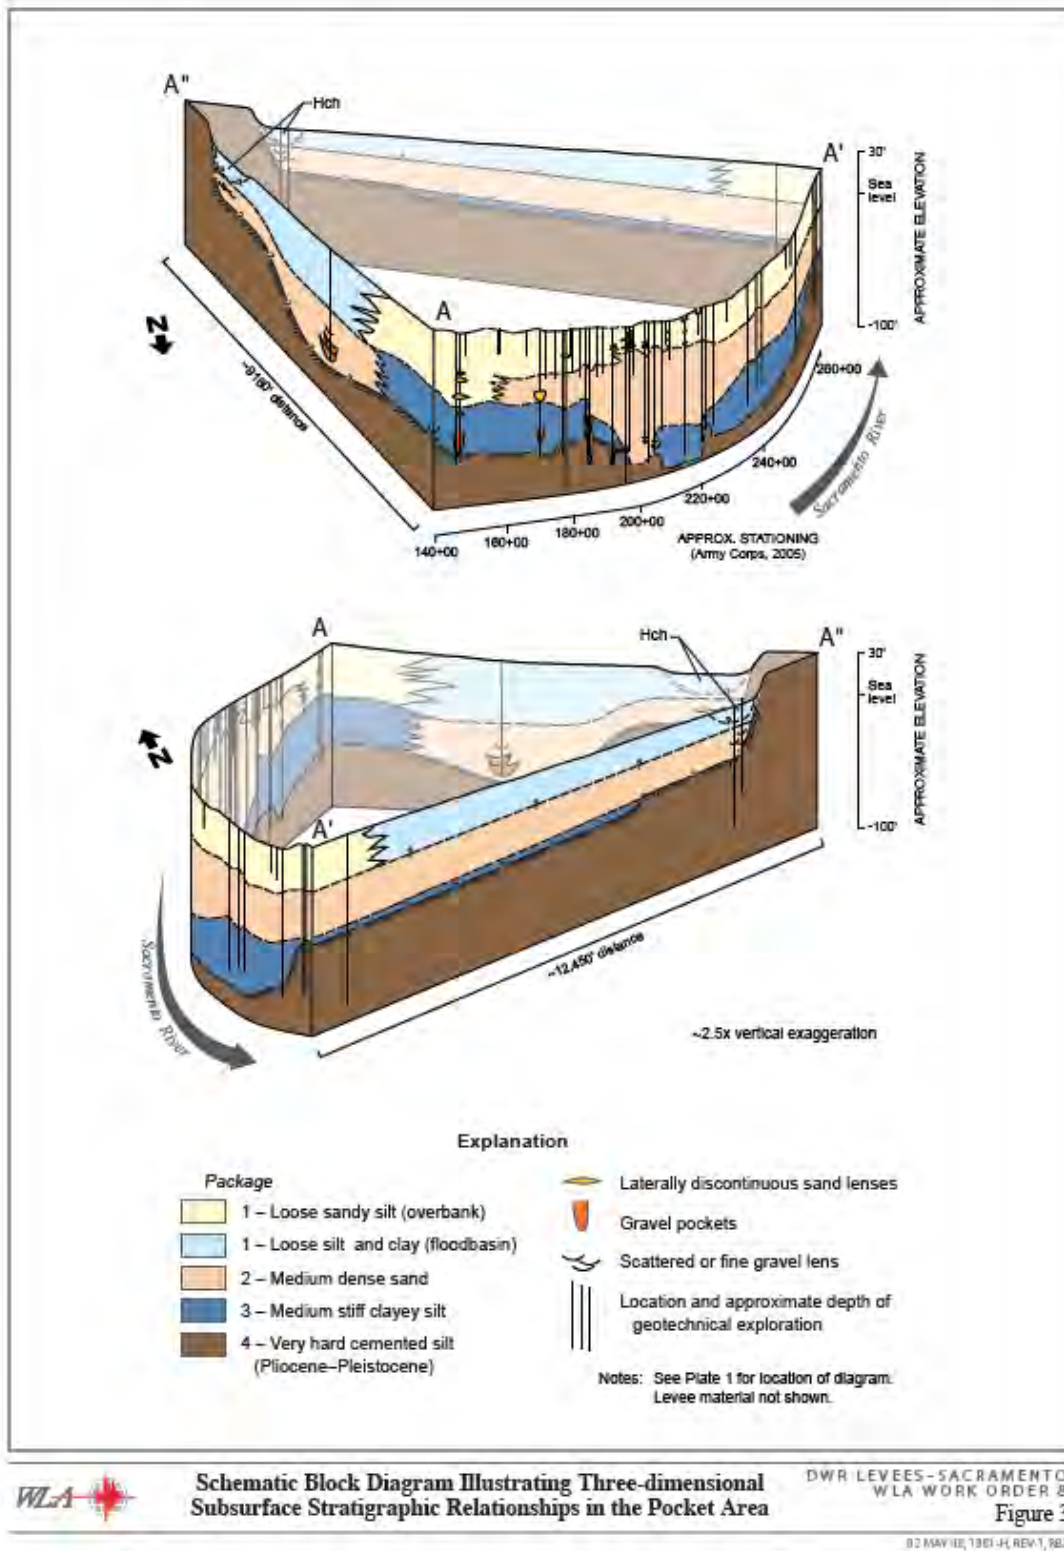 A"
Hch
A'
30'
Sea
level
-100'
APPROXIMATE ELEVATION
A
N
~9180' distance
260+00
240+00
220+00
200+00
180+00
160+00
140+00
Sacramento River
APPROX. STATIONING
(Army Corps, 2005)
A
Hch
A"
30'
Sea
level
-100'
APPROXIMATE ELEVATION
N
A'
Sacramento River
~12,450' distance
~2.5x vertical exaggeration
Explanation
Package
1 – Loose sandy silt (overbank)
1 – Loose silt and clay (floodbasin)
2 – Medium dense sand
3 – Medium stiff clayey silt
4 – Very hard cemented silt
(Pliocene–Pleistocene)
Laterally discontinuous sand lenses
Gravel pockets
Scattered or fine gravel lens
Location and approximate depth of
geotechnical exploration
Notes: See Plate 1 for location of diagram.
Levee material not shown.
WLA
Schematic Block Diagram Illustrating Three-dimensional
Subsurface Stratigraphic Relationships in the Pocket Area
DWR LEVEES–SACRAMENTO
WLA WORK ORDER 8
Figure 3